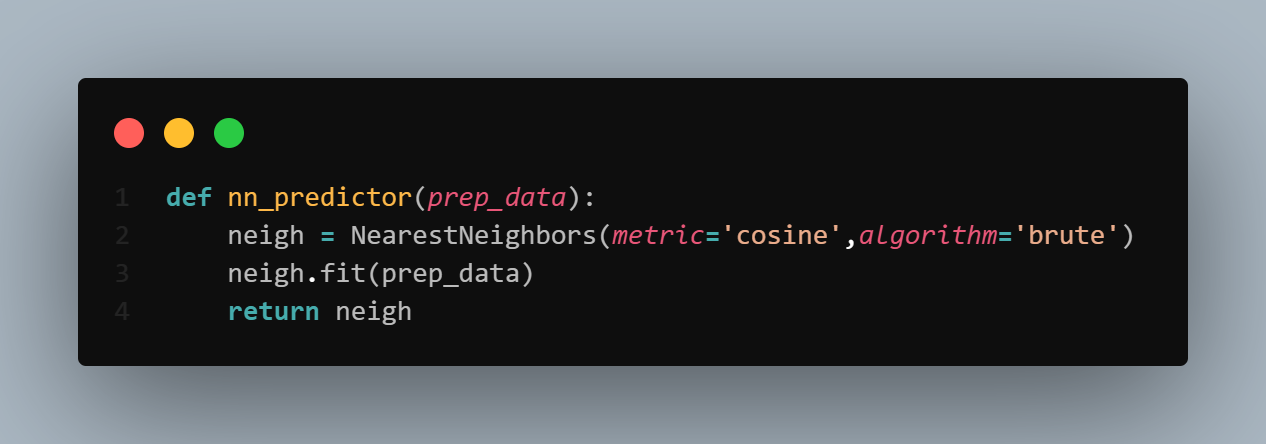 1 def nn_predictor(prep_data):
2     neigh = NearestNeighbors(metric='cosine',algorithm='brute')
3     neigh.fit(prep_data)
4     return neigh